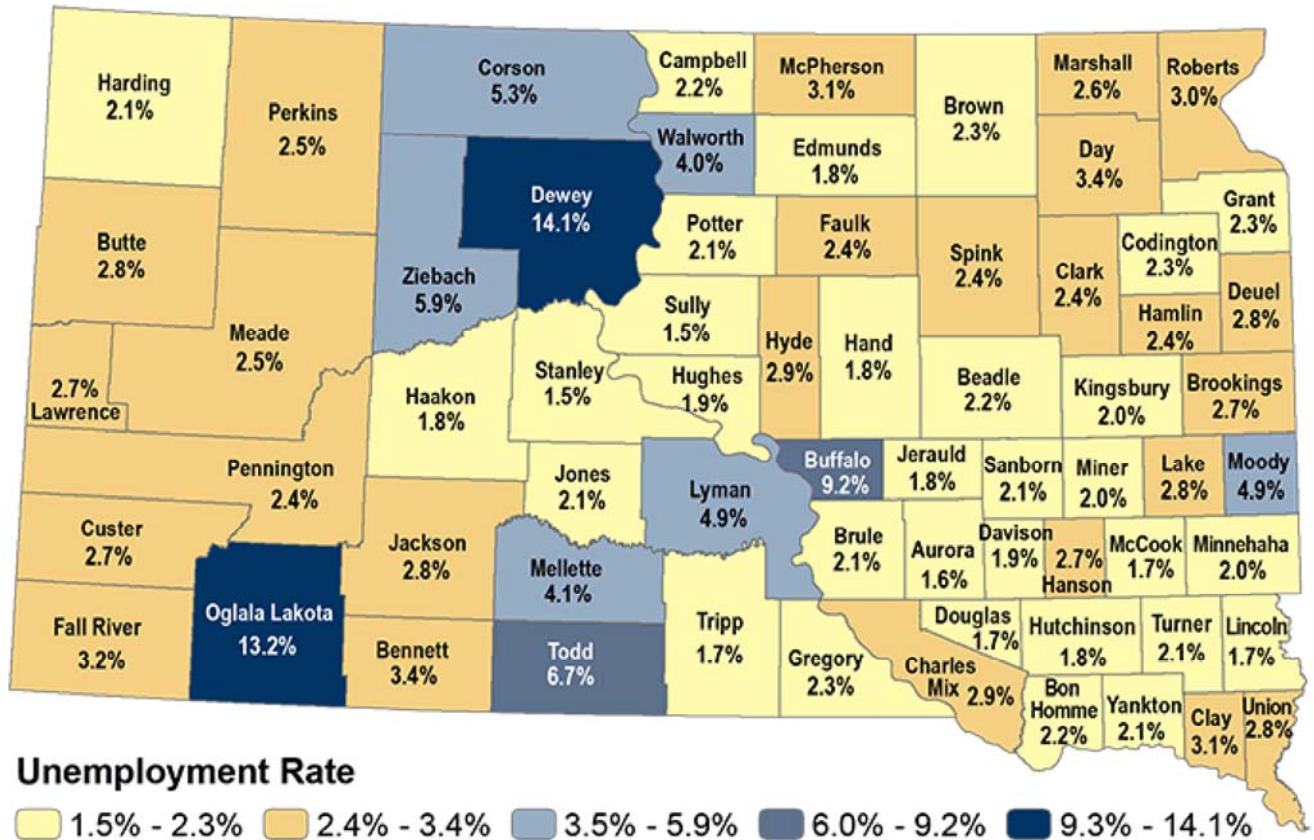 Harding
2.1%
Perkins
2.5%
Corson
5.3%
Campbell
2.2%
McPherson
3.1%
Brown
2.3%
Marshall
2.6%
Roberts
3.0%
Walworth
4.0%
Edmunds
1.8%
Day
3.4%
Dewey
14.1%
Grant
2.3%
Butte
2.8%
Potter
2.1%
Faulk
2.4%
Spink
2.4%
Codington
2.3%
Clark
2.4%
Ziebach
5.9%
Deuel
2.8%
Hamlin
2.4%
Meade
2.5%
Sully
1.5%
Hyde
2.9%
Hand
1.8%
Stanley
1.5%
Hughes
1.9%
Beadle
2.2%
Kingsbury
2.0%
Brookings
2.7%
2.7%
Lawrence
Haakon
1.8%
Pennington
2.4%
Jones
2.1%
Lyman
4.9%
Buffalo
9.2%
Jerauld
1.8%
Sanborn
2.1%
Miner
2.0%
Lake
2.8%
Moody
4.9%
Custer
2.7%
Jackson
2.8%
Mellette
4.1%
Brule
2.1%
Aurora
1.6%
Davison
1.9%
2.7%
Hanson
McCook
1.7%
Minnehaha
2.0%
Fall River
3.2%
Oglala Lakota
13.2%
Bennett
3.4%
Todd
6.7%
Tripp
1.7%
Gregory
2.3%
Charles
Mix 2.9%
Douglas
1.7%
Hutchinson
1.8%
Turner
2.1%
Lincoln
1.7%
Bon
Homme
2.2%
Yankton
2.1%
Clay
3.1%
Union
2.8%
Unemployment Rate
1.5% - 2.3% 2.4% - 3.4% 3.5% - 5.9% 6.0% - 9.2% 9.3% - 14.1%